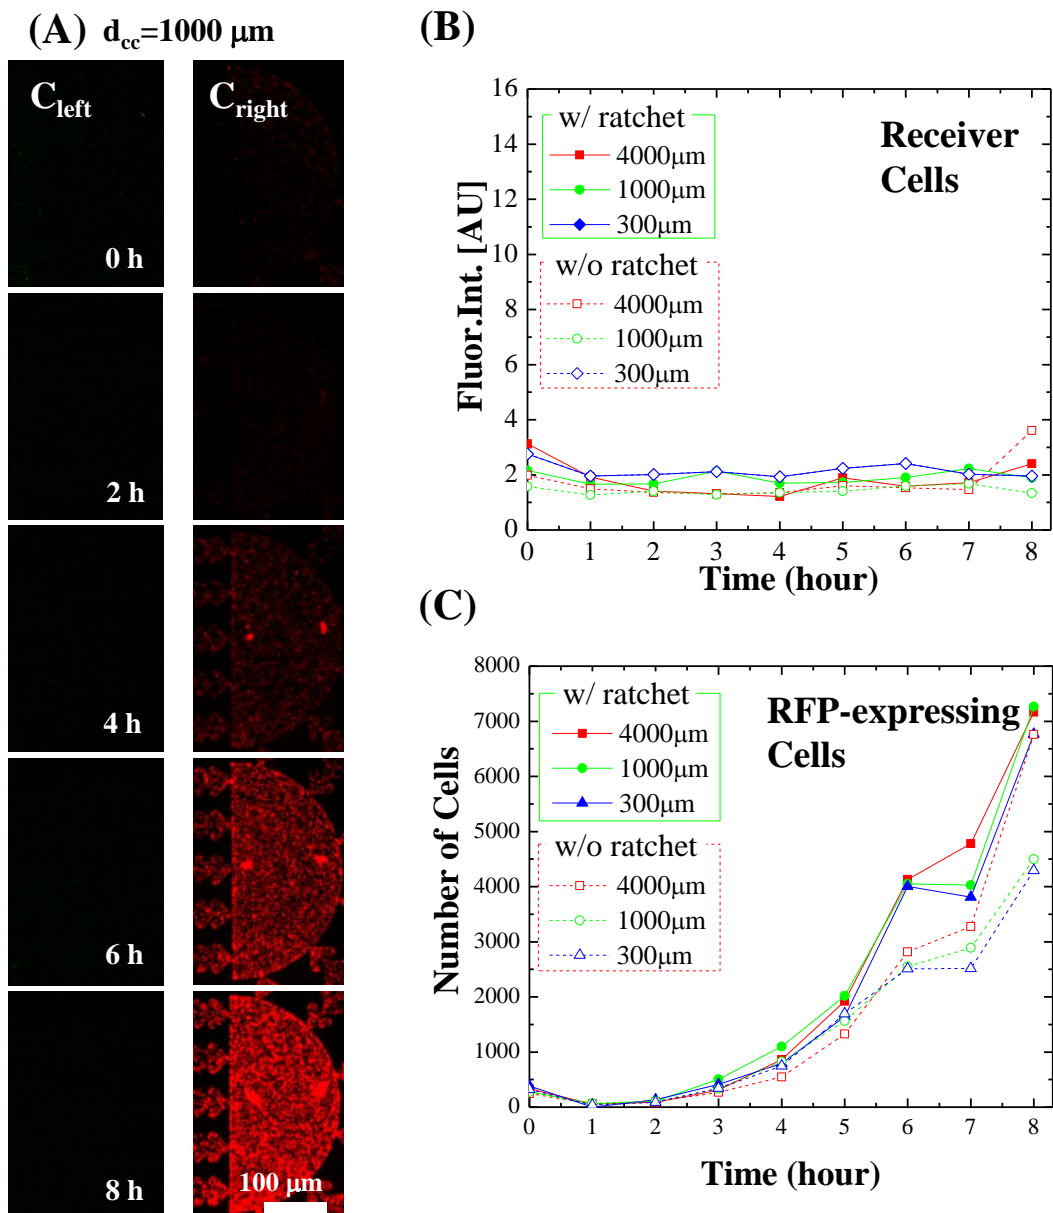 (A) d_cc=1000 μm
C_left
C_right
0 h
2 h
4 h
6 h
8 h
100 μm
(B)
Receiver
Cells
w/ ratchet
4000μm
1000μm
300μm
w/o ratchet
4000μm
1000μm
300μm
Fluor.Int. [AU]
16
14
12
10
8
6
4
2
0
0 1 2 3 4 5 6 7 8
Time (hour)
(C)
RFP-expressing
Cells
w/ ratchet
4000μm
1000μm
300μm
w/o ratchet
4000μm
1000μm
300μm
Number of Cells
8000
7000
6000
5000
4000
3000
2000
1000
0
0 1 2 3 4 5 6 7 8
Time (hour)